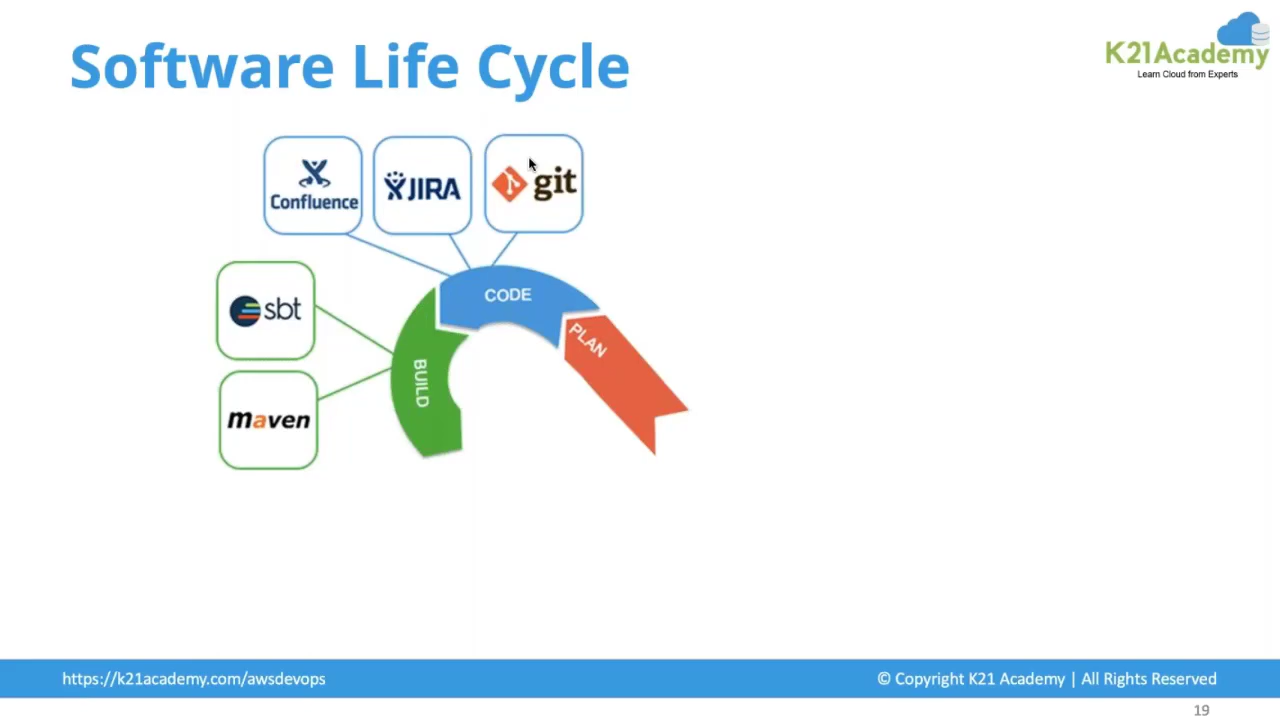 Software Life Cycle
K21Academy
Learn Cloud from Experts
Confluence
JIRA
git
sbt
maven
CODE
PLAN
BUILD
https://k21academy.com/awsdevops
© Copyright K21 Academy | All Rights Reserved
19